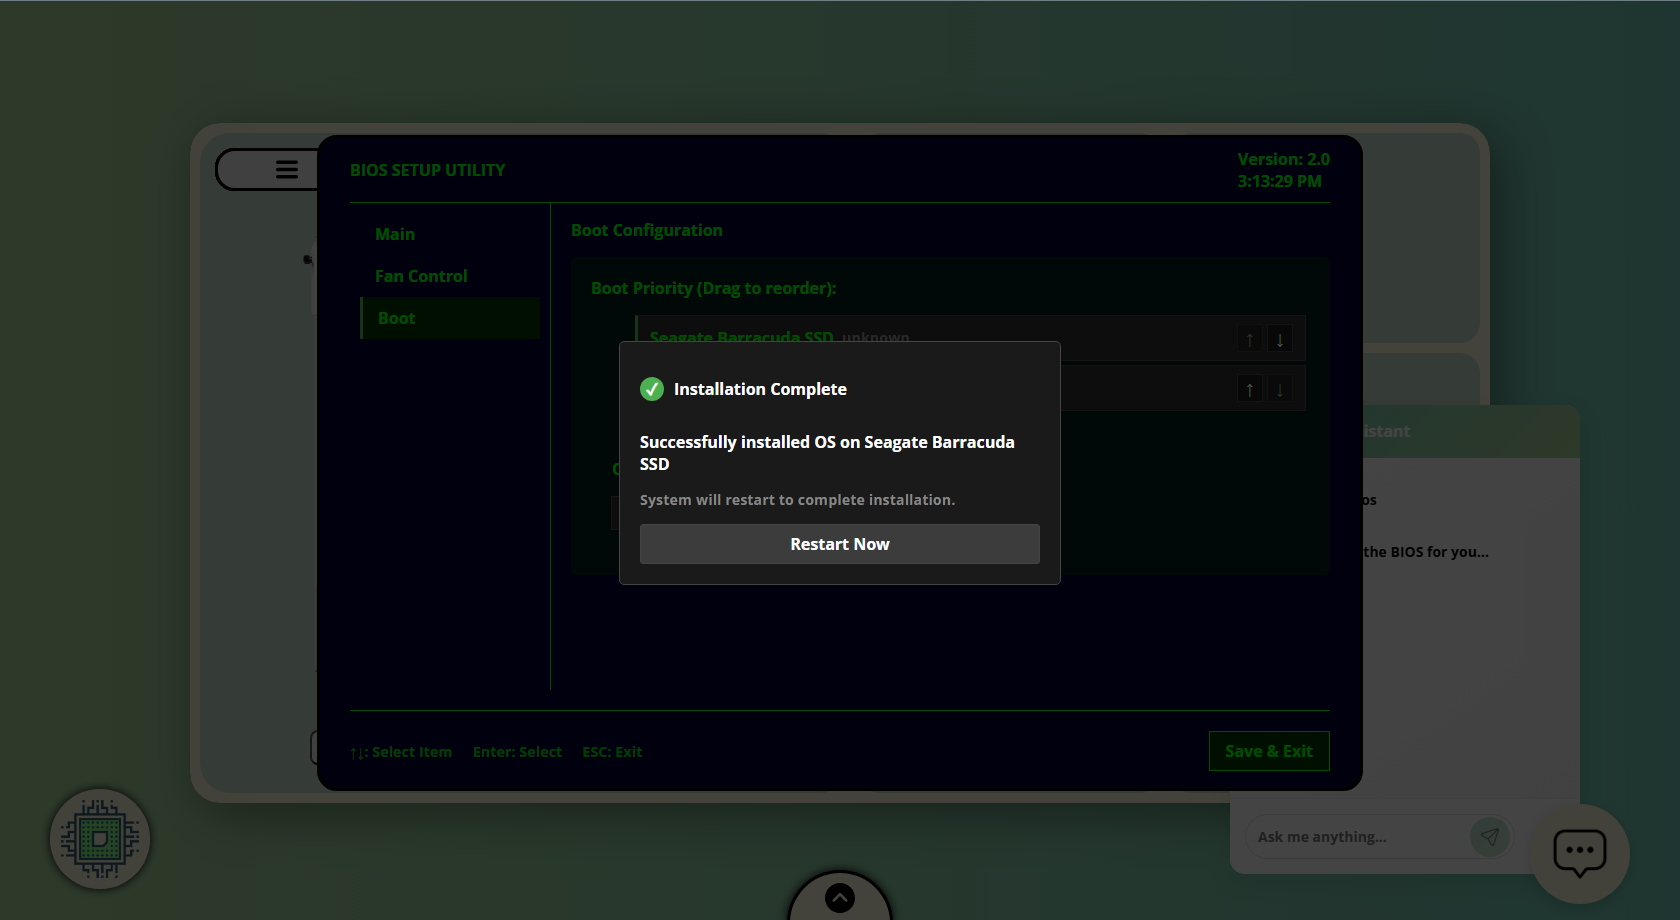 BIOS SETUP UTILITY
Version: 2.0
3:13:29 PM
Main
Fan Control
Boot
Boot Configuration
Boot Priority (Drag to reorder):
Seagate Barracuda SSD unknown
↑ ↓
↑ ↓
Installation Complete
Successfully installed OS on Seagate Barracuda
SSD
System will restart to complete installation.
Restart Now
↑↓: Select Item Enter: Select ESC: Exit
Save & Exit
the BIOS for you...
Ask me anything...